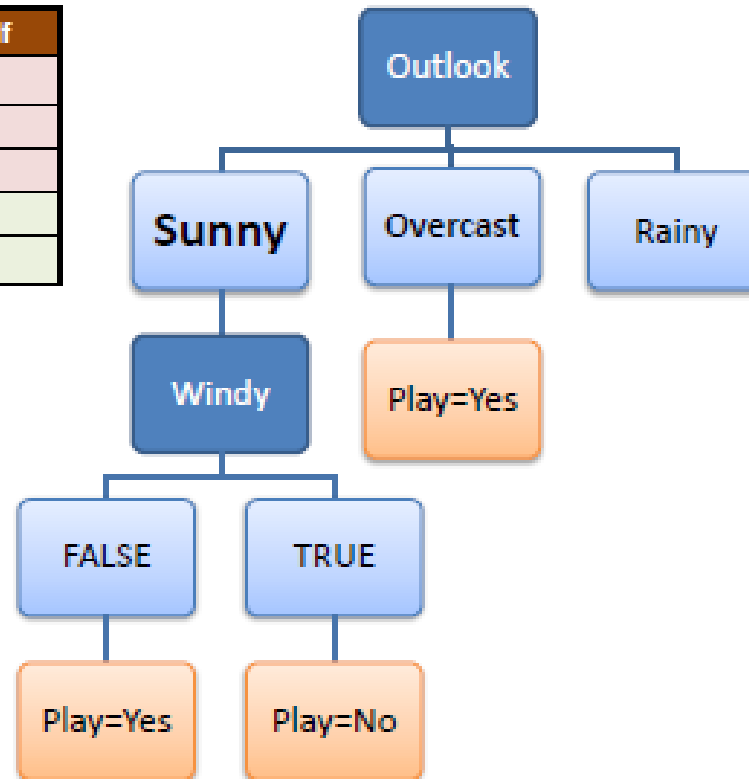 Outlook
Sunny
Overcast
Rainy
Windy
Play=Yes
FALSE
TRUE
Play=Yes
Play=No